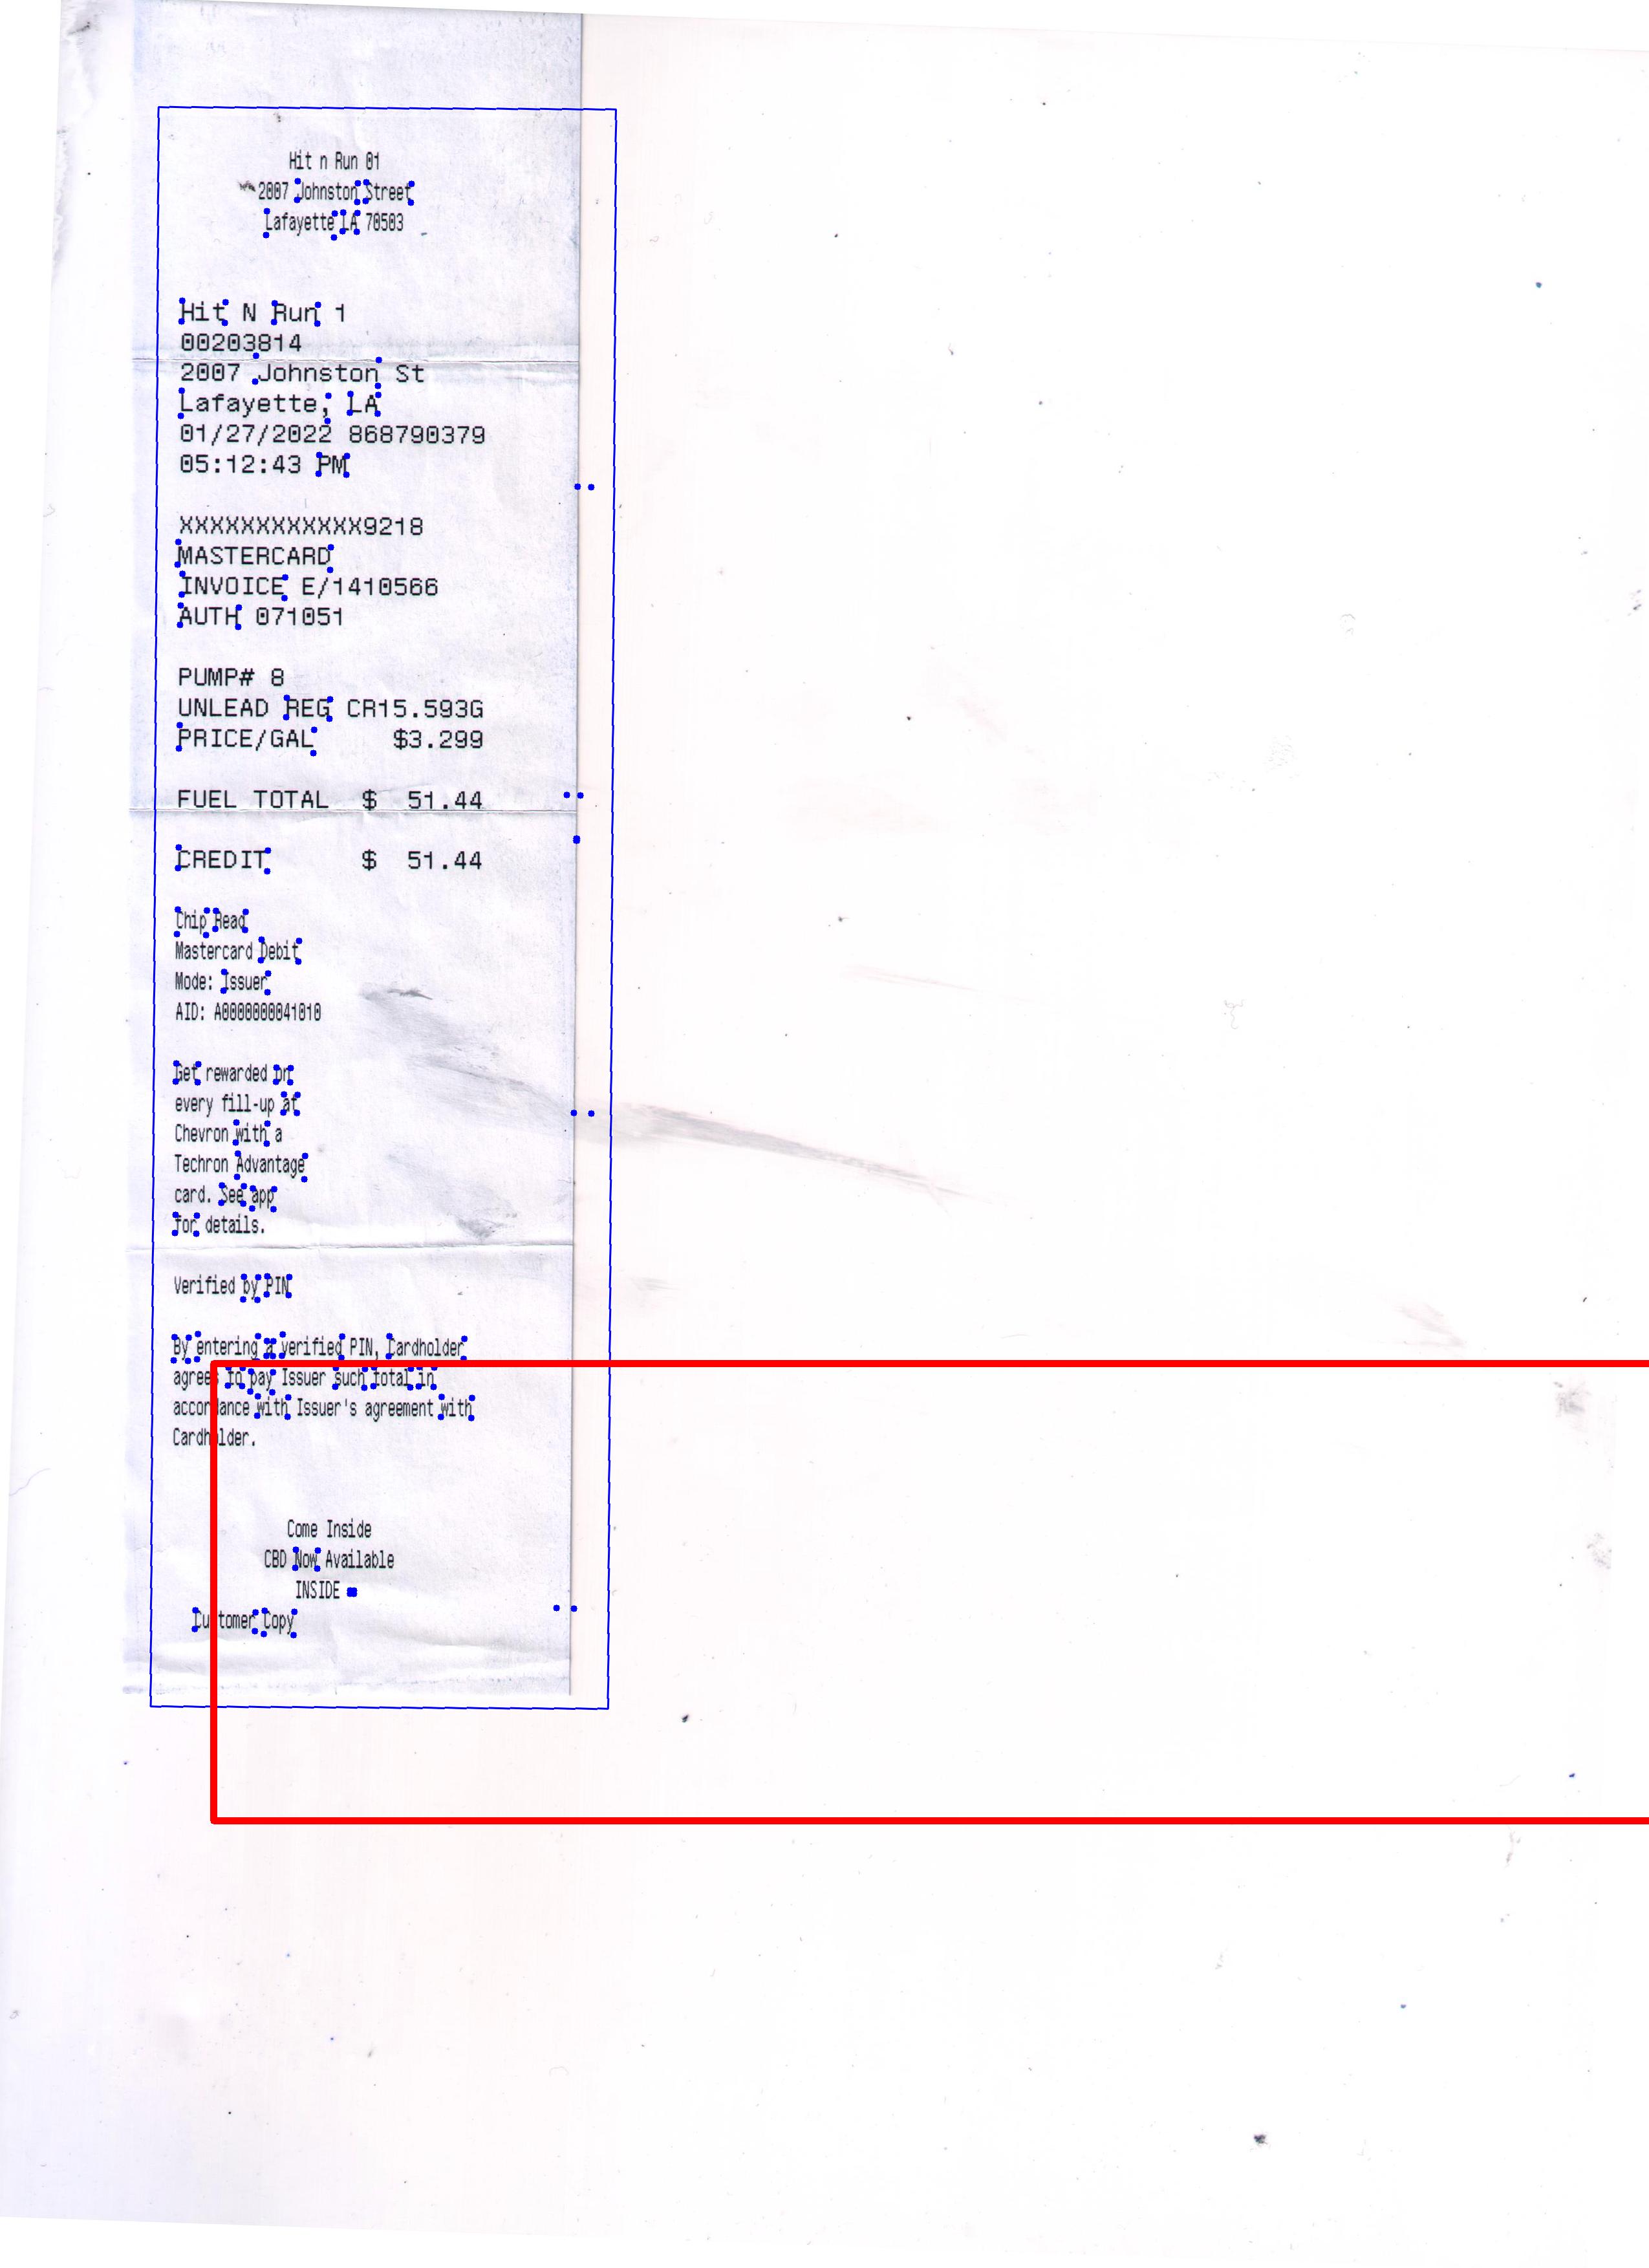 Hit n Run 01
2007 Johnston Street
Lafayette LA 70503
Hit N Run 1
00203814
2007 Johnston St
Lafayette, LA
01/27/2022 868790379
05:12:43 PM
XXXXXXXXXXXX9218
MASTERCARD
INVOICE E/1410566
AUTH 071051
PUMP# 8
UNLEAD REG CR15.593G
PRICE/GAL $3.299
FUEL TOTAL $ 51.44
CREDIT $ 51.44
Chip Read
Mastercard Debit
Mode: Issuer
AID: A0000000041010
Get rewarded on
every fill-up at
Chevron with a
Techron Advantage
card. See app
for details.
Verified by PIN
By entering a verified PIN, Cardholder
agrees to pay Issuer such total in
accordance with Issuer's agreement with
Cardholder.
Come Inside
CBD Now Available
INSIDE
Customer Copy